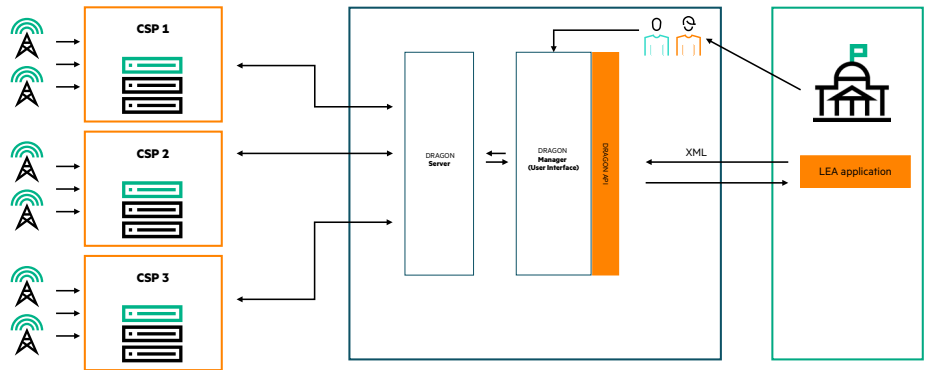 CSP 1
CSP 2
CSP 3
DRAGON
Server
DRAGON
Manager
(User Interface)
DRAGON API
XML
LEA application